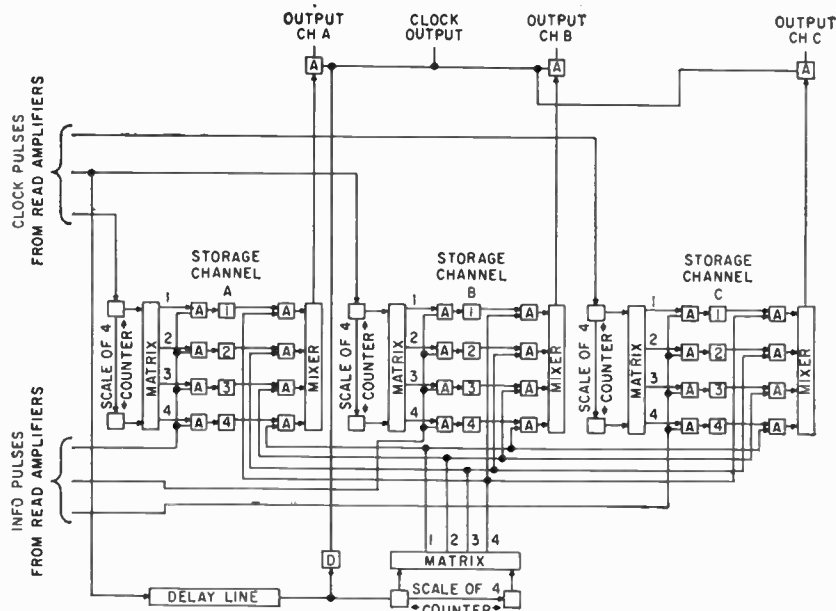 OUTPUT
CH A
CLOCK
OUTPUT
OUTPUT
CH B
OUTPUT
CH C
A
A
A
CLOCK PULSES
FROM READ AMPLIFIERS
STORAGE
CHANNEL
A
STORAGE
CHANNEL
B
STORAGE
CHANNEL
C
SCALE OF 4
COUNTER
MATRIX
1 A 1 A
2 A 2 A
3 A 3 A
4 A 4 A
MIXER
SCALE OF 4
COUNTER
MATRIX
1 A 1 A
2 A 2 A
3 A 3 A
4 A 4 A
MIXER
SCALE OF 4
COUNTER
MATRIX
1 A 1 A
2 A 2 A
3 A 3 A
4 A 4 A
MIXER
INFO PULSES
FROM READ AMPLIFIERS
1 2 3 4
D
MATRIX
DELAY LINE
SCALE OF 4
COUNTER